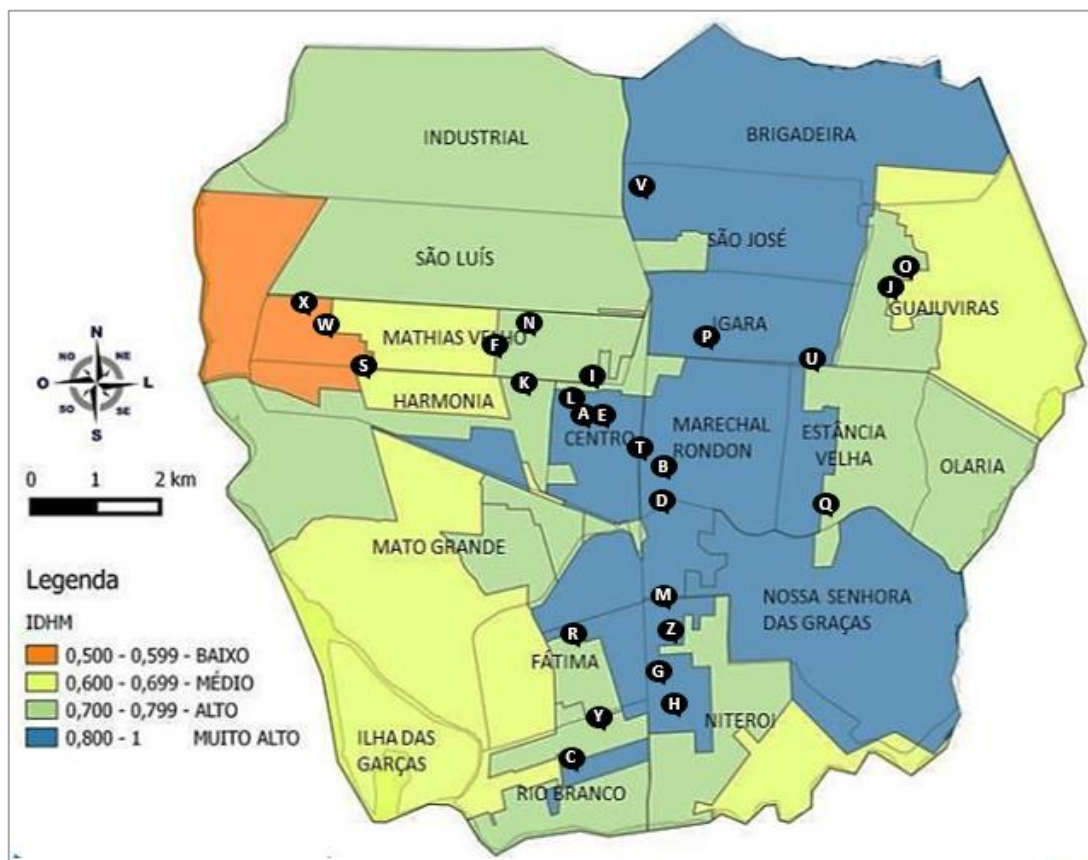 INDUSTRIAL
BRIGADEIRA
V
SÃO JOSÉ
SÃO LUÍS
O
J
GUAJUVIRAS
X
W
N
MATHIAS VELHO
F
IGARA
P
U
S
K
I
HARMONIA
L
A
E
CENTRO
T
B
MARECHAL
RONDON
ESTÂNCIA
VELHA
OLARIA
D
Q
MATO GRANDE
M
NOSSA SENHORA
DAS GRAÇAS
R
Z
FÁTIMA
G
H
NITEROI
Y
ILHA DAS
GARÇAS
C
RIO BRANCO
N
NO
NE
O
L
SO
SE
S
0 1 2 km
Legenda
IDHM
0,500 - 0,599 - BAIXO
0,600 - 0,699 - MÉDIO
0,700 - 0,799 - ALTO
0,800 - 1 MUITO ALTO